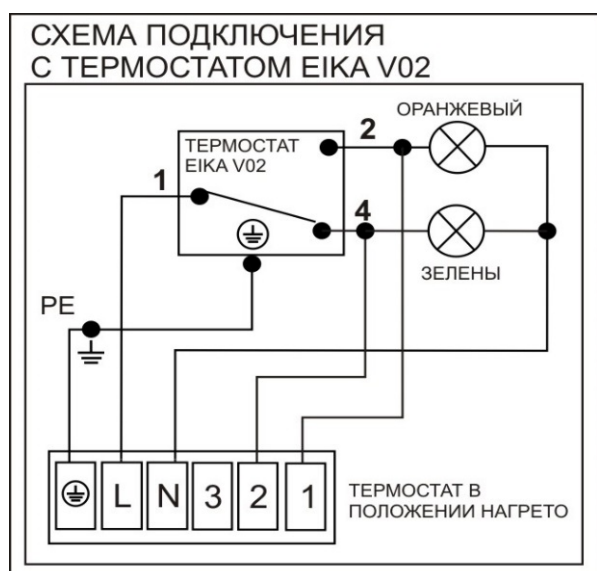 СХЕМА ПОДКЛЮЧЕНИЯ
С ТЕРМОСТАТОМ EIKA V02
ОРАНЖЕВЫЙ
2
ТЕРМОСТАТ
EIKA V02
1
4
ЗЕЛЕНЫ
PE
L N 3 2 1
ТЕРМОСТАТ В
ПОЛОЖЕНИИ НАГРЕТО